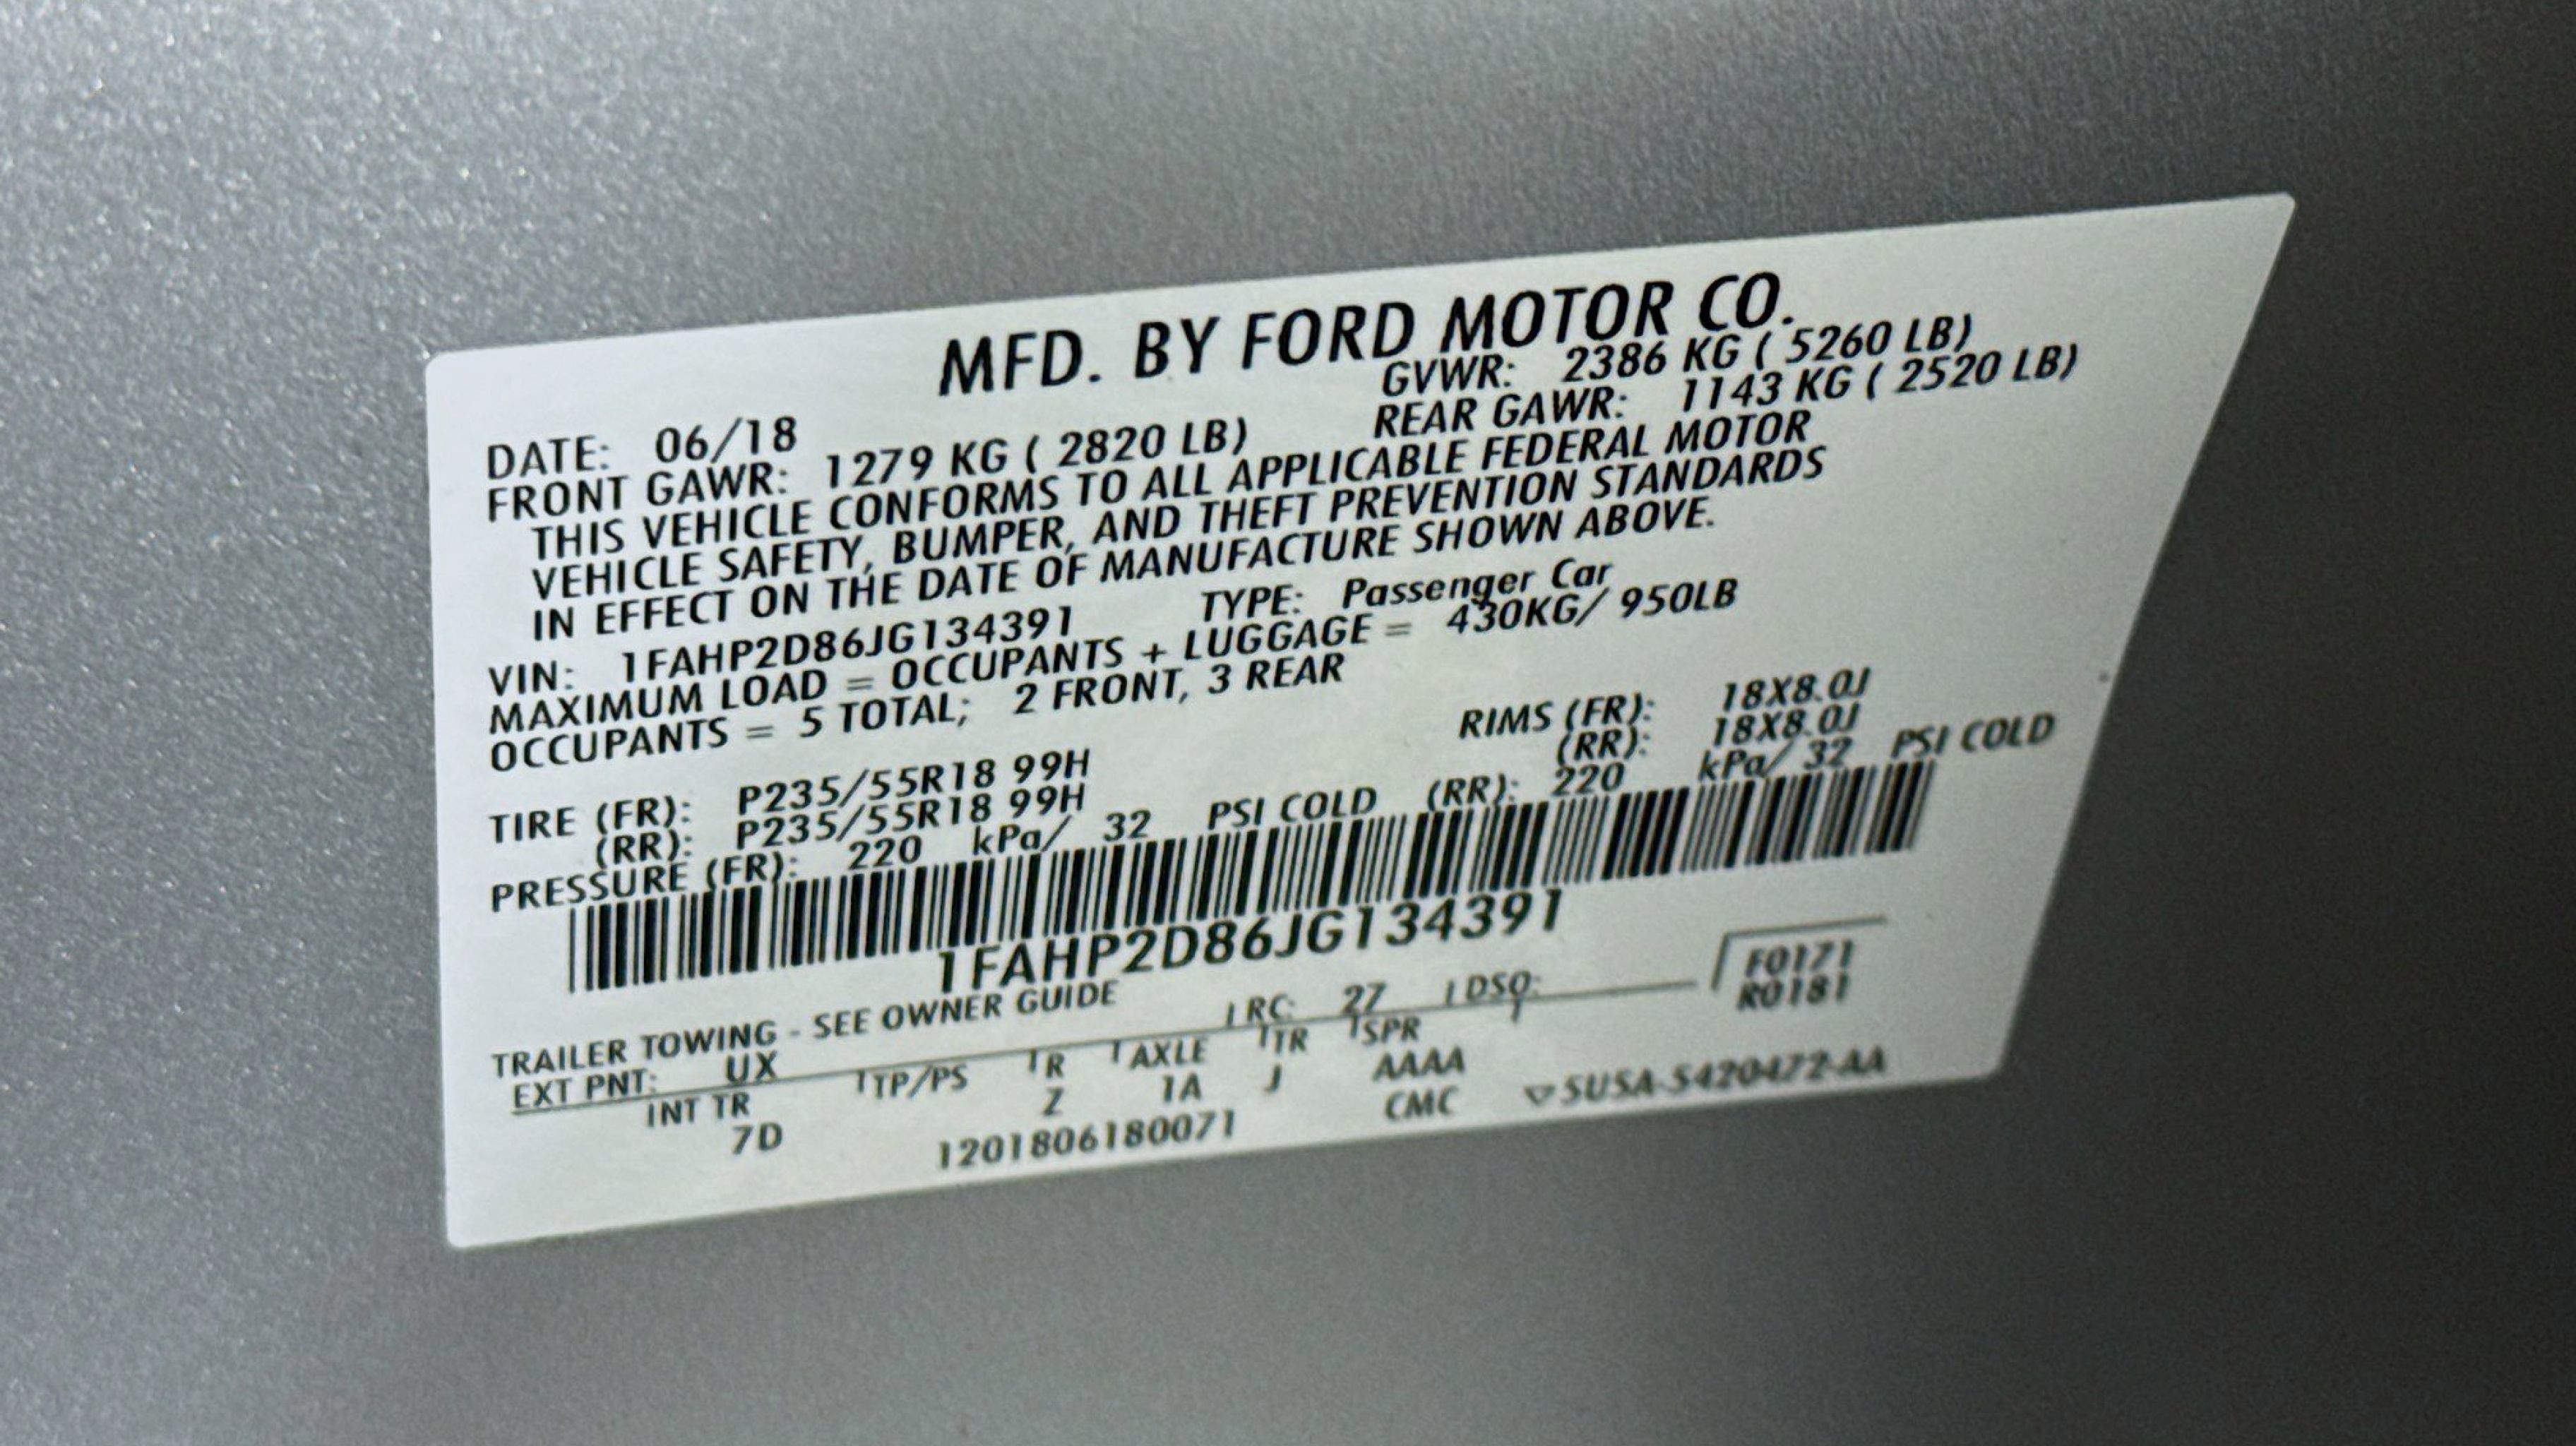 MFD. BY FORD MOTOR CO.
DATE: 06/18 GVWR: 2386 KG ( 5260 LB)
FRONT GAWR: 1279 KG ( 2820 LB) REAR GAWR: 1143 KG ( 2520 LB)
THIS VEHICLE CONFORMS TO ALL APPLICABLE FEDERAL MOTOR
VEHICLE SAFETY, BUMPER, AND THEFT PREVENTION STANDARDS
IN EFFECT ON THE DATE OF MANUFACTURE SHOWN ABOVE.
VIN: 1FAHP2D86JG134391 TYPE: Passenger Car
MAXIMUM LOAD = OCCUPANTS + LUGGAGE = 430KG/ 950LB
OCCUPANTS = 5 TOTAL; 2 FRONT, 3 REAR
TIRE (FR): P235/55R18 99H RIMS (FR): 18X8.0J
(RR): P235/55R18 99H (RR): 18X8.0J
PRESSURE (FR): 220 kPa/ 32 PSI COLD (RR): 220 kPa/ 32 PSI COLD
1FAHP2D86JG134391
TRAILER TOWING - SEE OWNER GUIDE
F0171
R0181
EXT PNT: UX RC: 27 DSO:
INT TR TP/PS R AXLE TR SPR
7D Z 1A J AAAA
1201806180071 CMC ▽5USA-5420472-AA